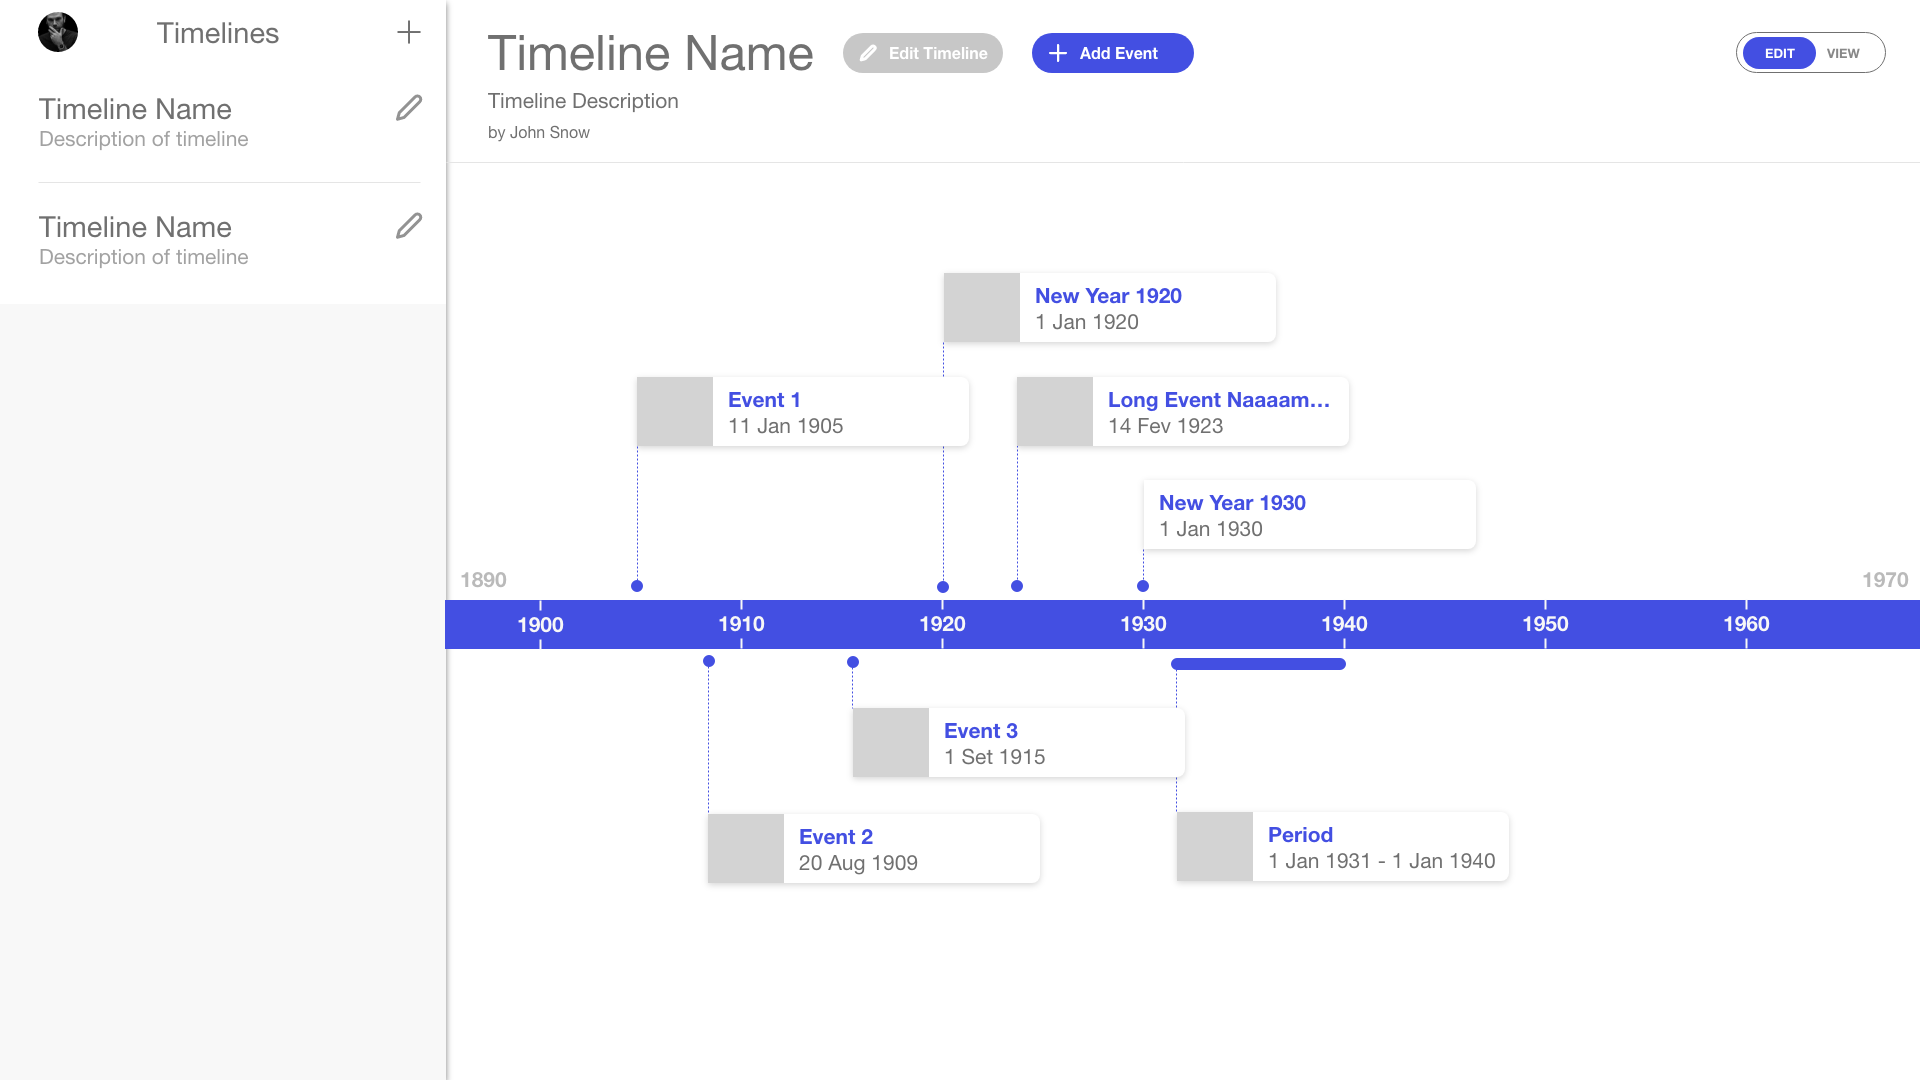 Timelines
Timeline Name
Description of timeline
Timeline Name
Description of timeline
Timeline Name
Edit Timeline
Add Event
EDIT
VIEW
Timeline Description
by John Snow
New Year 1920
1 Jan 1920
Event 1
11 Jan 1905
Long Event Naaaam...
14 Fev 1923
New Year 1930
1 Jan 1930
1890
1970
1900
1910
1920
1930
1940
1950
1960
Event 3
1 Set 1915
Event 2
20 Aug 1909
Period
1 Jan 1931 - 1 Jan 1940